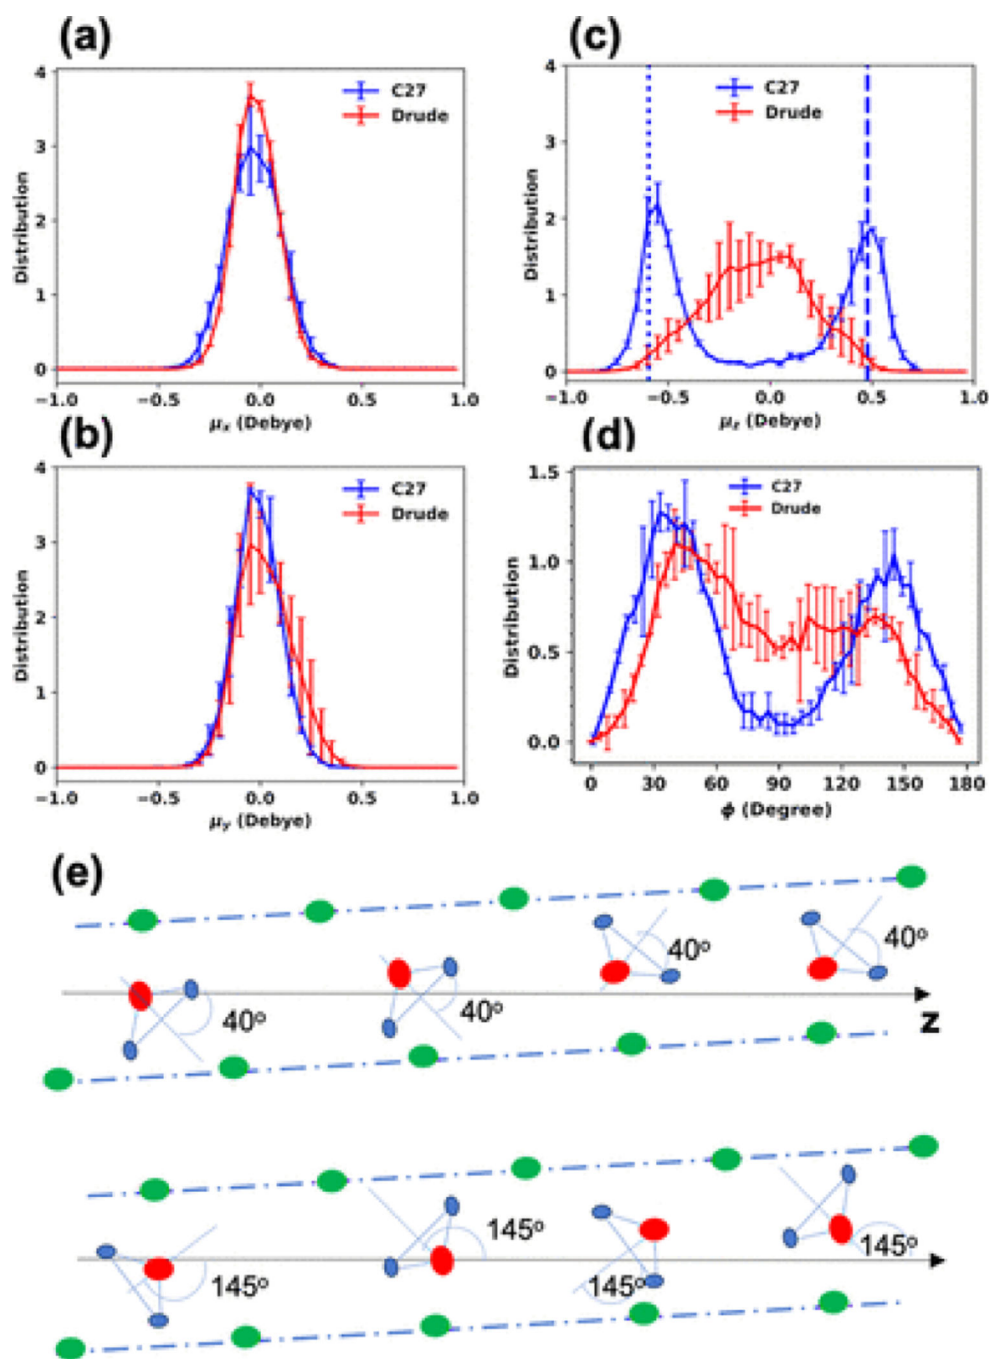 (a)
4
3
2
1
0
Distribution
C27
Drude
−1.0 −0.5 0.0 0.5 1.0
μx (Debye)
(c)
4
3
2
1
0
Distribution
C27
Drude
−1.0 −0.5 0.0 0.5 1.0
μz (Debye)
(b)
4
3
2
1
0
Distribution
C27
Drude
−1.0 −0.5 0.0 0.5 1.0
μy (Debye)
(d)
1.5
1.0
0.5
0.0
Distribution
C27
Drude
0 30 60 90 120 150 180
ϕ (Degree)
(e)
40° 40°
40° 40°
z
145° 145°
145° 145°